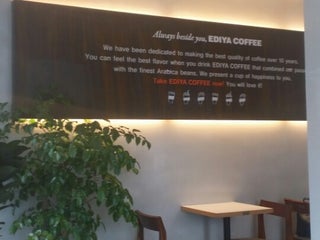 Always beside you, EDIYA COFFEE
We have been dedicated to making the best quality of coffee over 10 years.
You can feel the best flavor when you drink EDIYA COFFEE that combined our
with the finest Arabica beans. We present a cup of happiness to you.
Take EDIYA COFFEE now! You will love it!